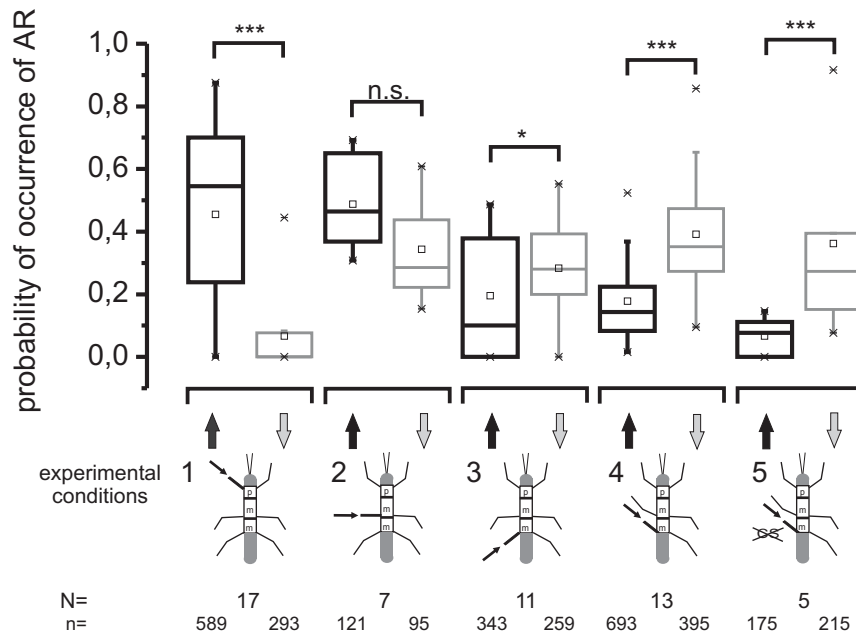 probability of occurrence of AR
1,0
0,8
0,6
0,4
0,2
0,0
***
n.s.
*
***
***
experimental
conditions
1 2 3 4 5
p p p p p
m m m m m
m m m m m
cs
N= 17 7 11 13 5
n= 589 293 121 95 343 259 693 395 175 215